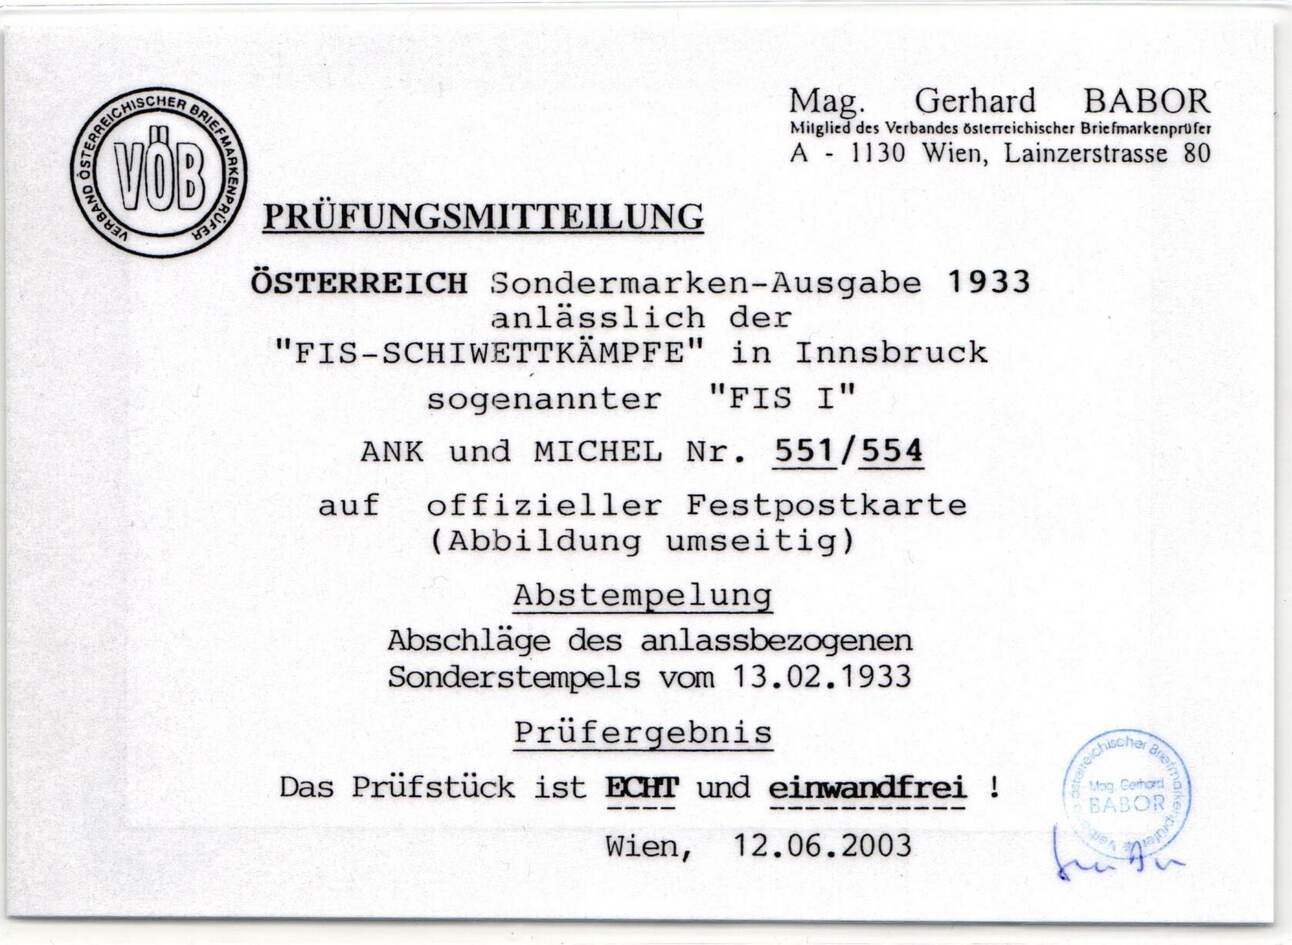 VERBAND ÖSTERREICHISCHER BRIEFMARKENPRÜFER
VÖB
Mag. Gerhard BABOR
Mitglied des Verbandes österreichischer Briefmarkenprüfer
A - 1130 Wien, Lainzerstrasse 80
PRÜFUNGSMITTEILUNG
ÖSTERREICH Sondermarken-Ausgabe 1933
anlässlich der
"FIS-SCHIWETTKÄMPFE" in Innsbruck
sogenannter "FIS I"
ANK und MICHEL Nr. 551/554
auf offizieller Festpostkarte
(Abbildung umseitig)
Abstempelung
Abschläge des anlassbezogenen
Sonderstempels vom 13.02.1933
Prüfergebnis
Das Prüfstück ist ECHT und einwandfrei !
Wien, 12.06.2003
österreichischer Briefmarkenprüfer
Mag. Gerhard
BABOR